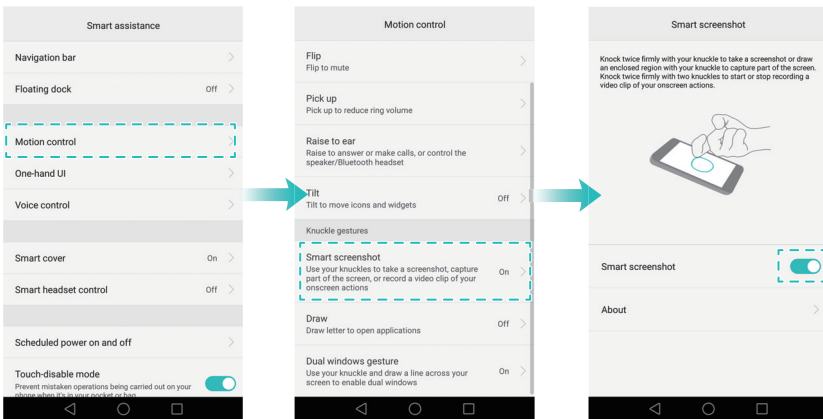 Smart assistance
Navigation bar
Floating dock Off
Motion control
One-hand UI
Voice control
Smart cover On
Smart headset control Off
Scheduled power on and off
Touch-disable mode
Prevent mistaken operations being carried out on your
phone when it's in your pocket or bag
Motion control
Flip
Flip to mute
Pick up
Pick up to reduce ring volume
Raise to ear
Raise to answer or make calls, or control the
speaker/Bluetooth headset
Tilt
Tilt to move icons and widgets Off
Knuckle gestures
Smart screenshot
Use your knuckles to take a screenshot, capture
part of the screen, or record a video clip of your On
onscreen actions
Draw
Draw letter to open applications Off
Dual windows gesture
Use your knuckle and draw a line across your On
screen to enable dual windows
Smart screenshot
Knock twice firmly with your knuckle to take a screenshot or draw
an enclosed region with your knuckle to capture part of the screen.
Knock twice firmly with two knuckles to start or stop recording a
video clip of your onscreen actions.
Smart screenshot
About